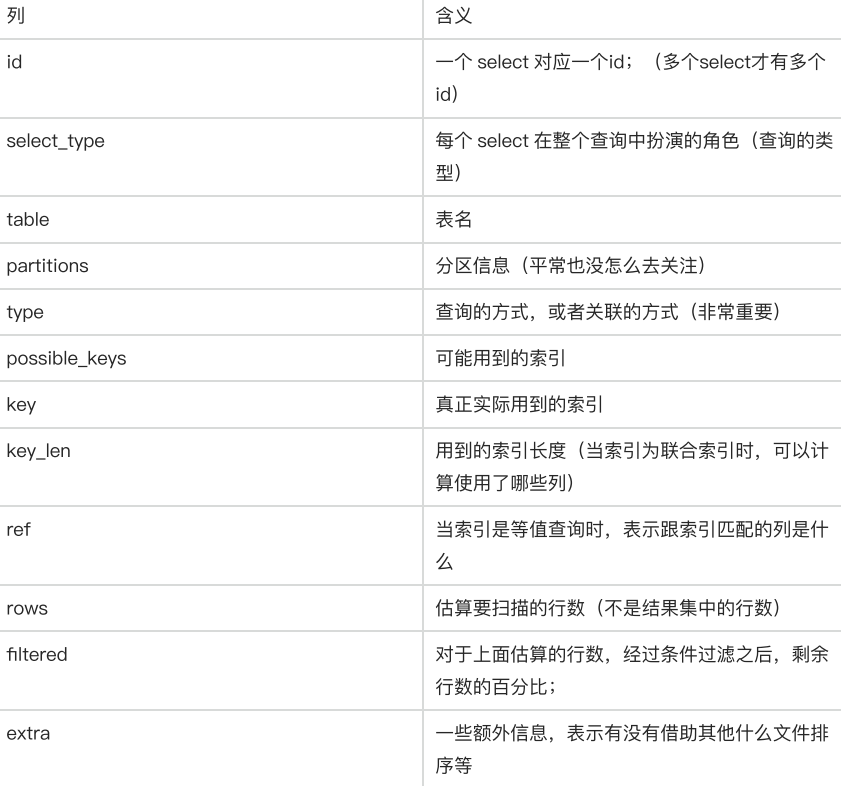 列
含义
id
一个 select 对应一个id；（多个select才有多个
id）
select_type
每个 select 在整个查询中扮演的角色（查询的类
型）
table
表名
partitions
分区信息（平常也没怎么去关注）
type
查询的方式，或者关联的方式（非常重要）
possible_keys
可能用到的索引
key
真正实际用到的索引
key_len
用到的索引长度（当索引为联合索引时，可以计
算使用了哪些列）
ref
当索引是等值查询时，表示跟索引匹配的列是什
么
rows
估算要扫描的行数（不是结果集中的行数）
filtered
对于上面估算的行数，经过条件过滤之后，剩余
行数的百分比；
extra
一些额外信息，表示有没有借助其他什么文件排
序等